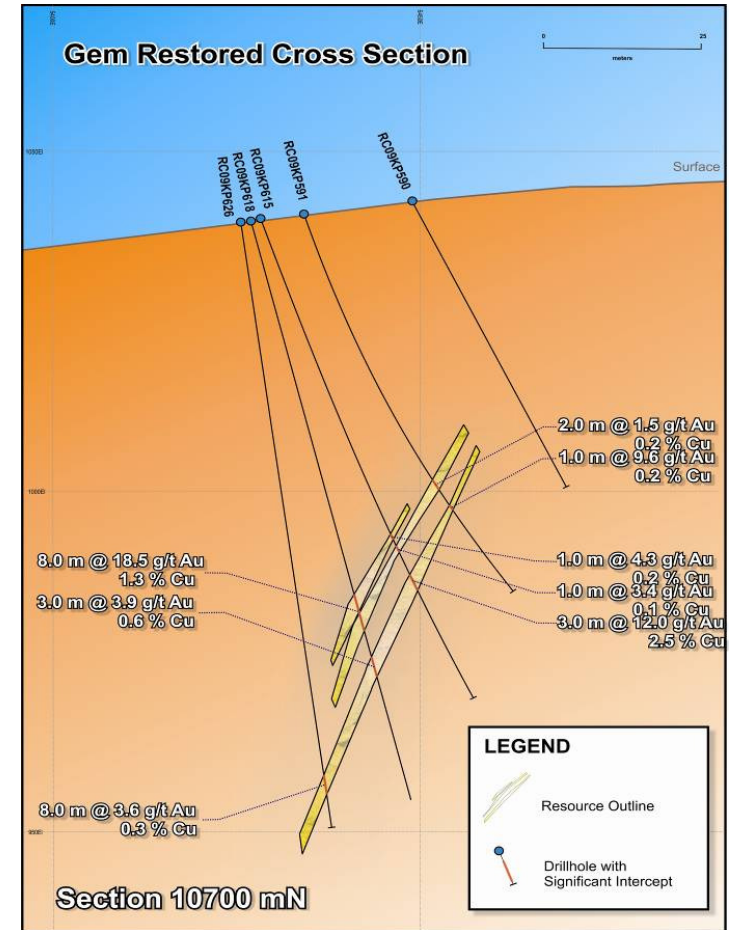 Gem Restored Cross Section
0
25
meters
Surface
RC09KP626
RC09KP618
RC09KP615
RC09KP591
RC09KP590
2.0 m @ 1.5 g/t Au
0.2 % Cu
1.0 m @ 9.6 g/t Au
0.2 % Cu
8.0 m @ 18.5 g/t Au
1.3 % Cu
3.0 m @ 3.9 g/t Au
0.6 % Cu
1.0 m @ 4.3 g/t Au
0.2 % Cu
1.0 m @ 3.4 g/t Au
0.1 % Cu
3.0 m @ 12.0 g/t Au
2.5 % Cu
8.0 m @ 3.6 g/t Au
0.3 % Cu
LEGEND
Resource Outline
Drillhole with
Significant Intercept
Section 10700 mN